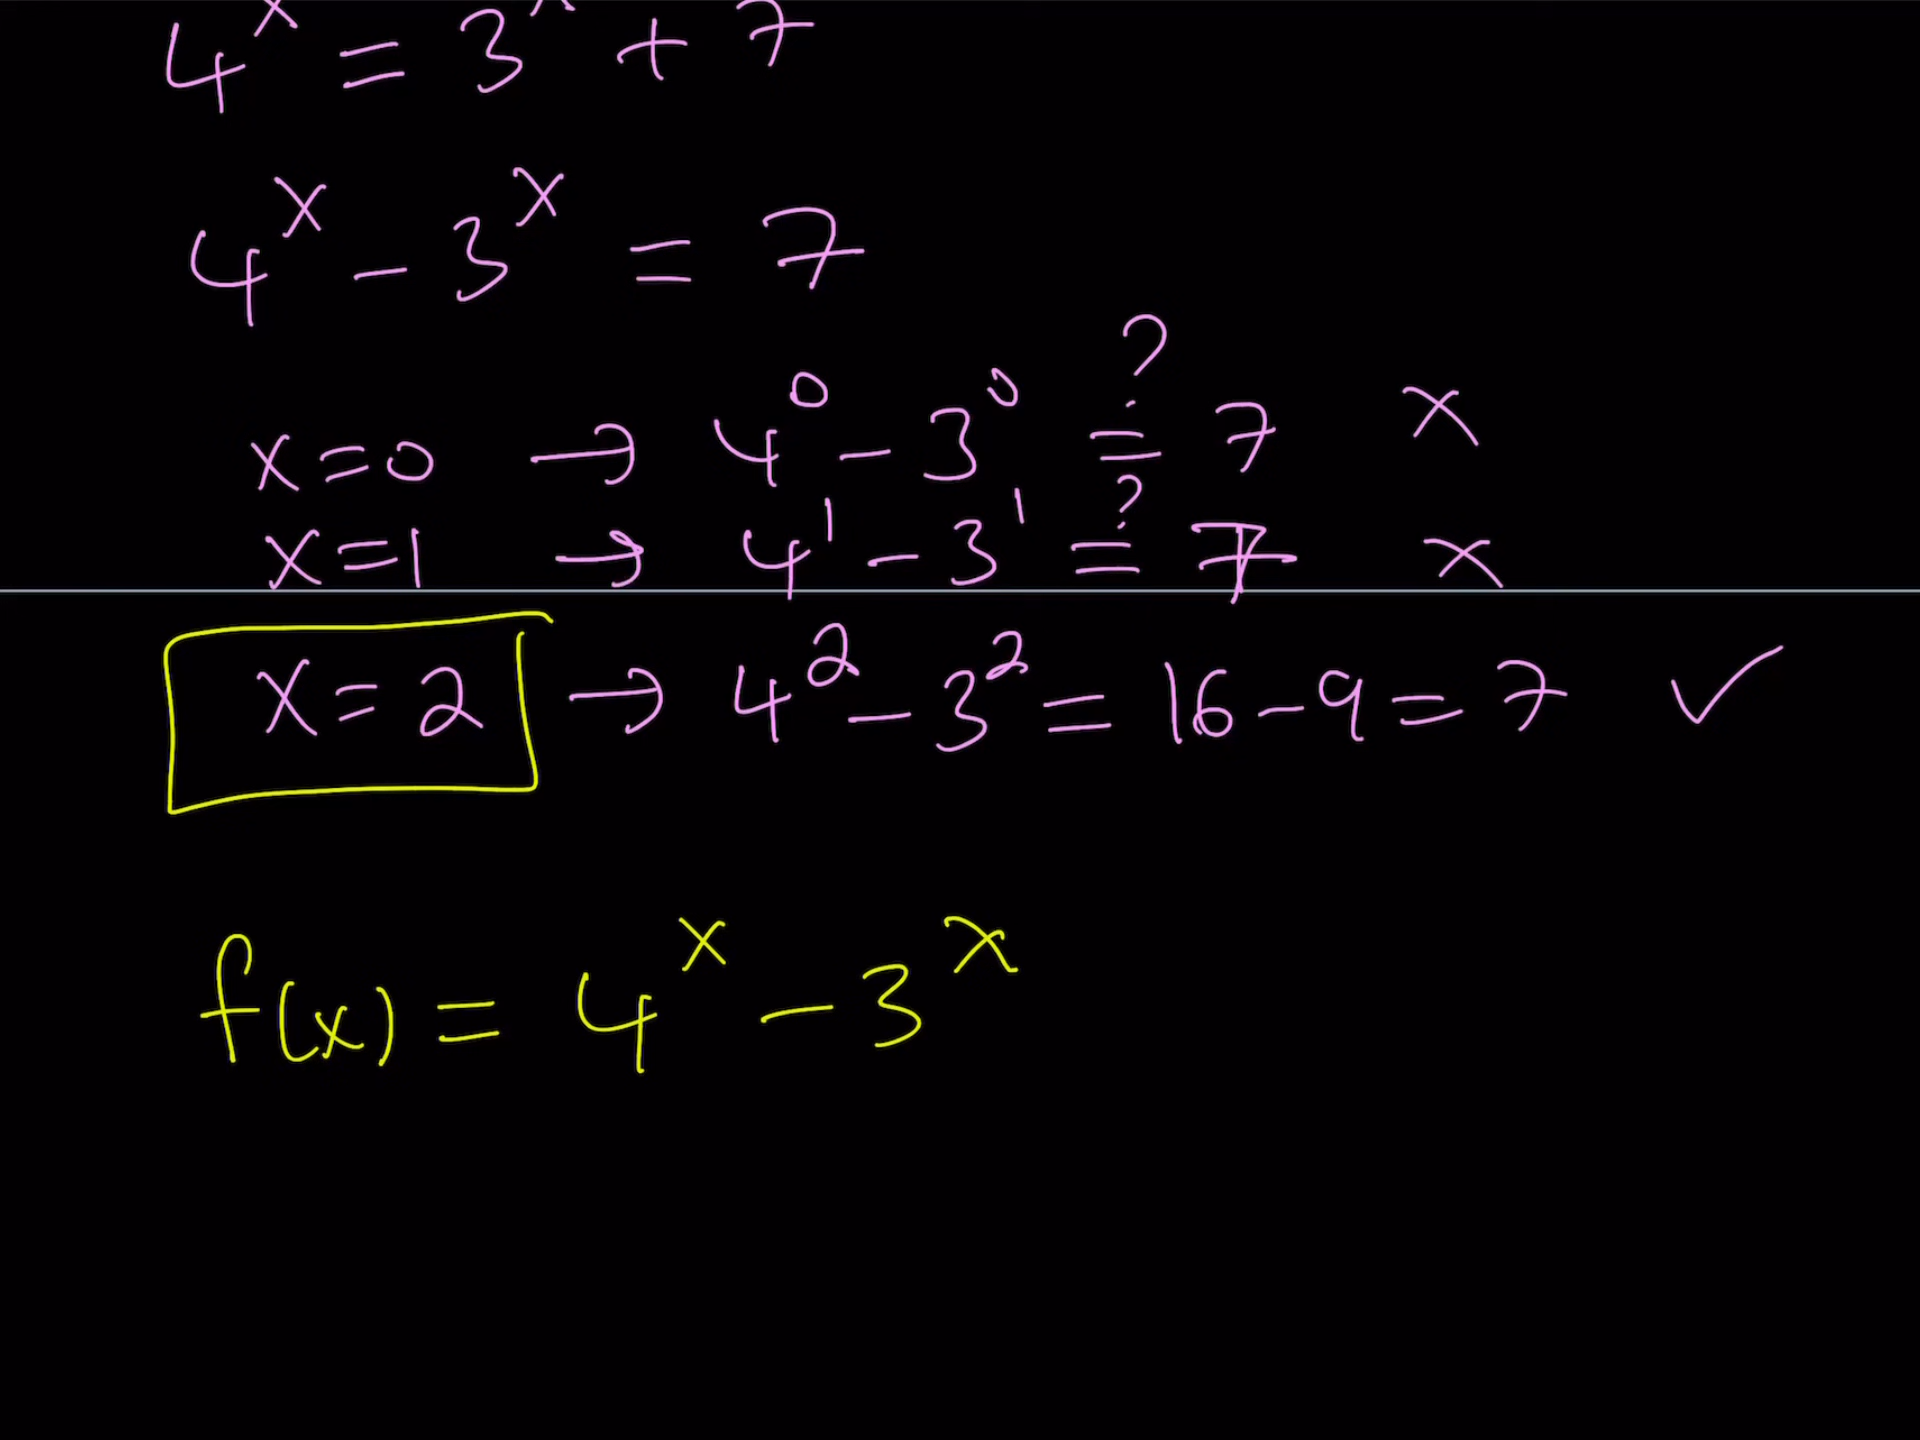 4^x = 3^x + 7
4^x - 3^x = 7
x=0 → 4^0 - 3^0 ?= 7 x
x=1 → 4^1 - 3^1 ?= 7 x
x=2 → 4^2 - 3^2 = 16-9=7 ✓
f(x) = 4^x - 3^x